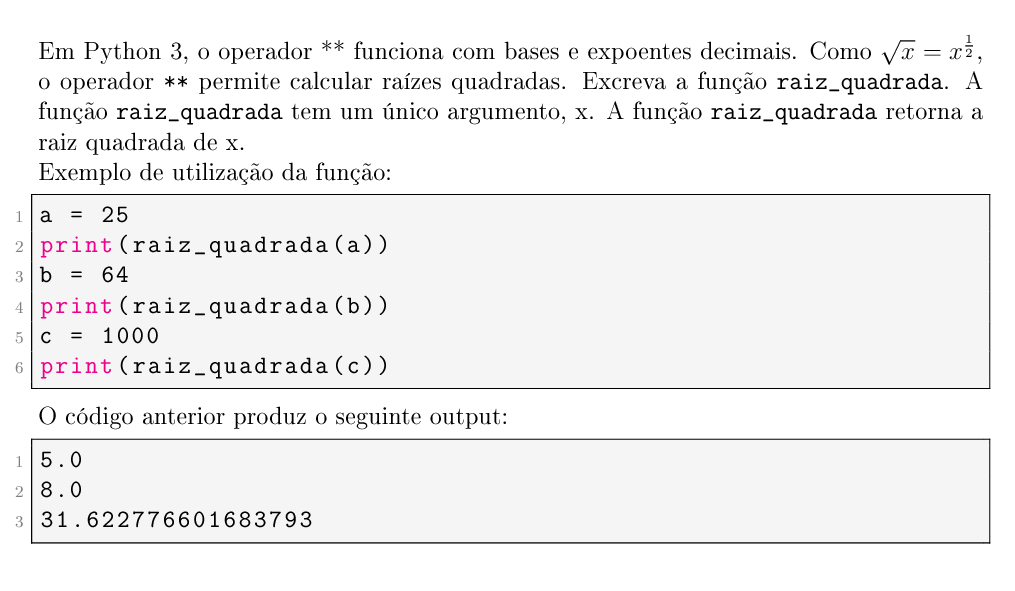 Em Python 3, o operador ** funciona com bases e expoentes decimais. Como √x = x^{1/2},
o operador ** permite calcular raízes quadradas. Excreva a função raiz_quadrada. A
função raiz_quadrada tem um único argumento, x. A função raiz_quadrada retorna a
raiz quadrada de x.
Exemplo de utilização da função:
1 a = 25
2 print(raiz_quadrada(a))
3 b = 64
4 print(raiz_quadrada(b))
5 c = 1000
6 print(raiz_quadrada(c))
O código anterior produz o seguinte output:
1 5.0
2 8.0
3 31.622776601683793